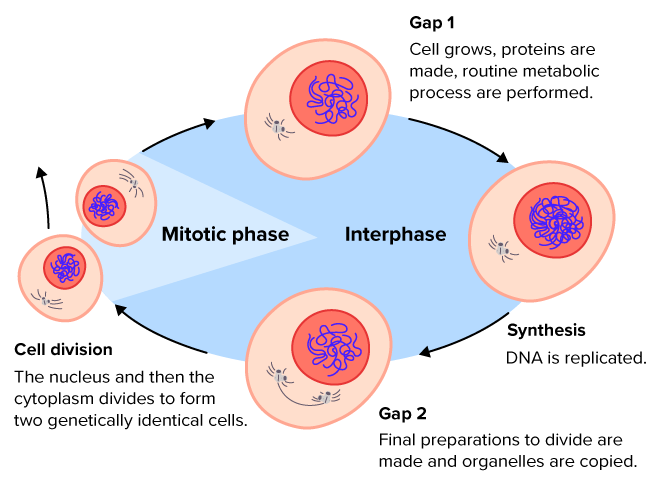 Gap 1
Cell grows, proteins are
made, routine metabolic
process are performed.
Mitotic phase
Interphase
Synthesis
DNA is replicated.
Cell division
The nucleus and then the
cytoplasm divides to form
two genetically identical cells.
Gap 2
Final preparations to divide are
made and organelles are copied.